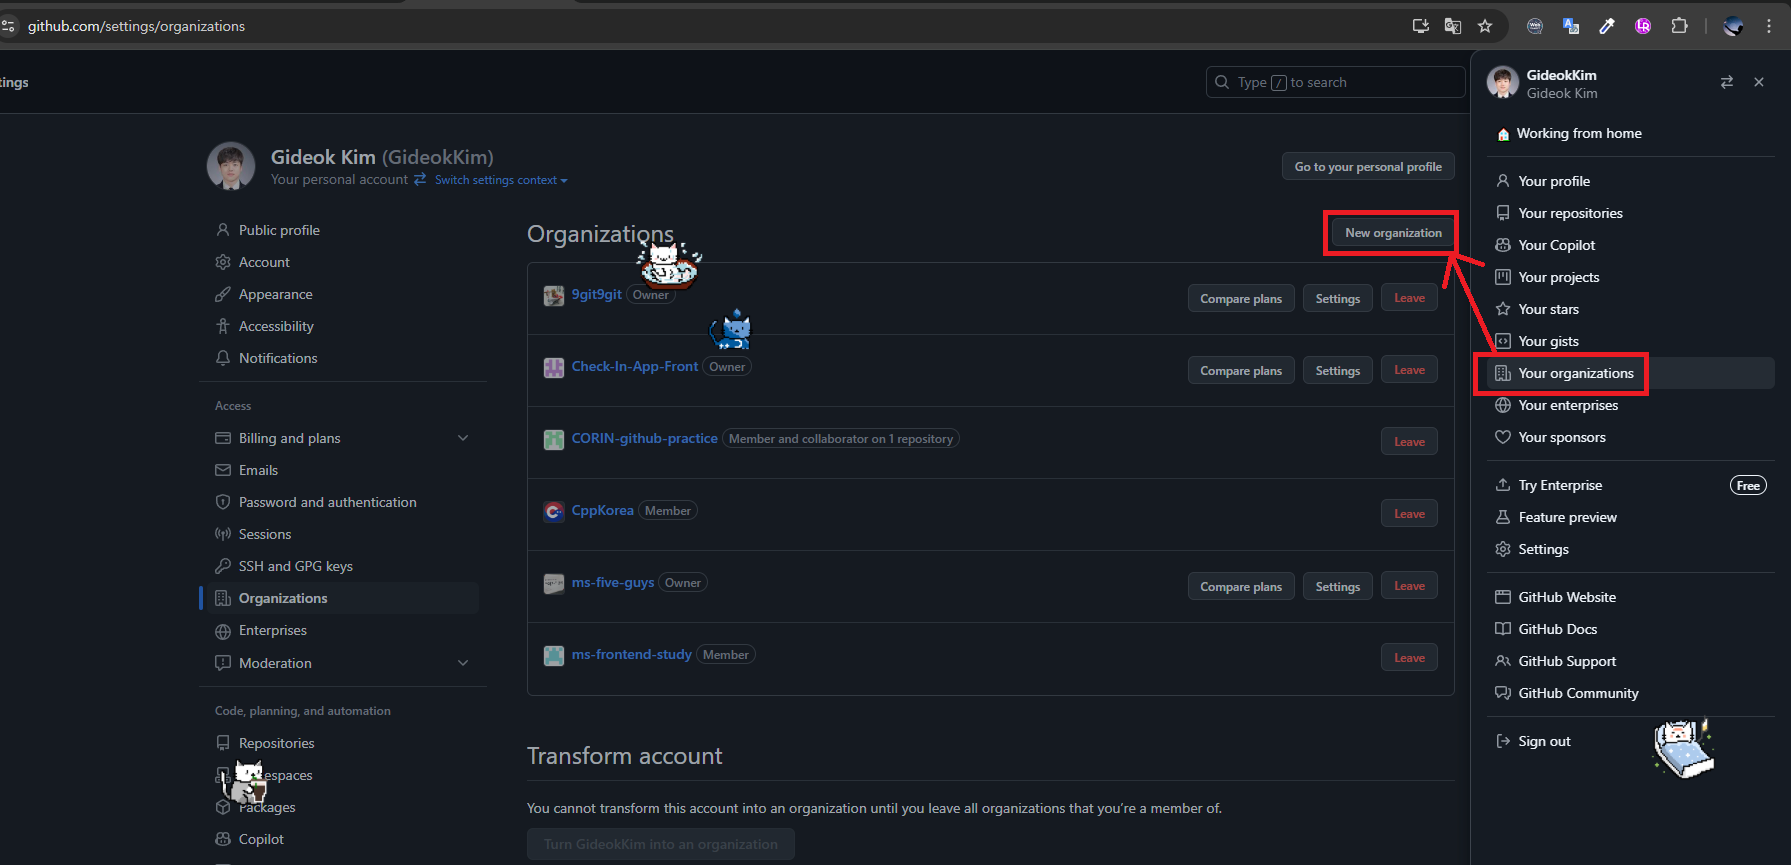 github.com/settings/organizations
tings
Type / to search
Gideok Kim (GideokKim)
Your personal account Switch settings context
Go to your personal profile
Public profile
Account
Appearance
Accessibility
Notifications
Access
Billing and plans
Emails
Password and authentication
Sessions
SSH and GPG keys
Organizations
Enterprises
Moderation
Code, planning, and automation
Repositories
espaces
Packages
Copilot
Organizations
New organization
9git9git Owner Compare plans Settings Leave
Check-In-App-Front Owner Compare plans Settings Leave
CORIN-github-practice Member and collaborator on 1 repository Leave
CppKorea Member Leave
ms-five-guys Owner Compare plans Settings Leave
ms-frontend-study Member Leave
Transform account
You cannot transform this account into an organization until you leave all organizations that you're a member of.
Turn GideokKim into an organization
GideokKim
Gideok Kim
Working from home
Your profile
Your repositories
Your Copilot
Your projects
Your stars
Your gists
Your organizations
Your enterprises
Your sponsors
Try Enterprise Free
Feature preview
Settings
GitHub Website
GitHub Docs
GitHub Support
GitHub Community
Sign out